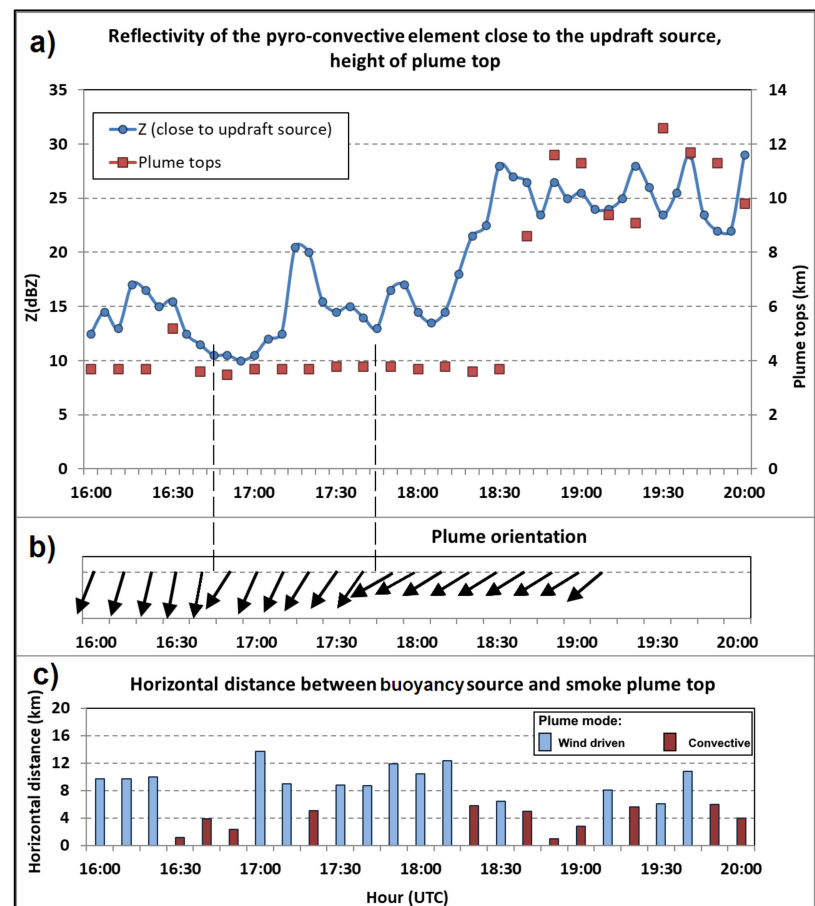 a)
Reflectivity of the pyro-convective element close to the updraft source,
height of plume top
35
30
25
20
15
10
5
0
Z(dBZ)
Z (close to updraft source)
Plume tops
14
12
10
8
6
4
2
0
Plume tops (km)
16:00 16:30 17:00 17:30 18:00 18:30 19:00 19:30 20:00
b)
Plume orientation
16:00 16:30 17:00 17:30 18:00 18:30 19:00 19:30 20:00
c)
Horizontal distance between buoyancy source and smoke plume top
Horizontal distance (km)
20
16
12
8
4
0
Plume mode:
Wind driven Convective
16:00 16:30 17:00 17:30 18:00 18:30 19:00 19:30 20:00
Hour (UTC)